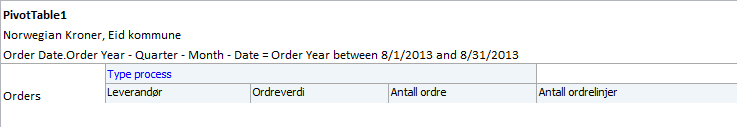 PivotTable1
Norwegian Kroner, Eid kommune
Order Date.Order Year - Quarter - Month - Date = Order Year between 8/1/2013 and 8/31/2013
Type process
Orders Leverandør Ordreverdi Antall ordre Antall ordrelinjer